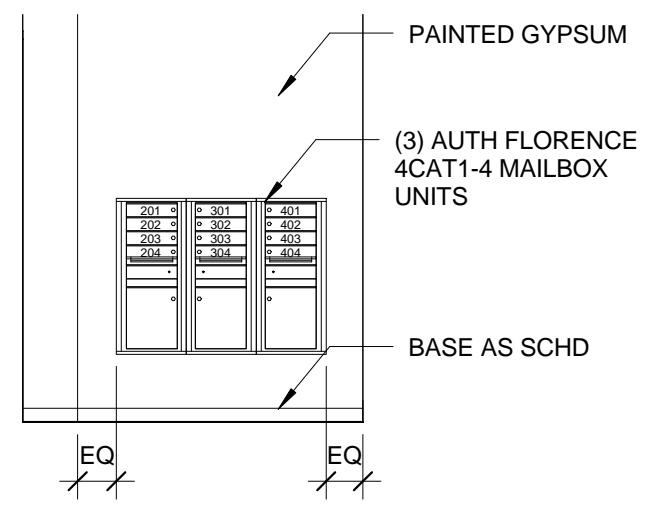 PAINTED GYPSUM
(3) AUTH FLORENCE
4CAT1-4 MAILBOX
UNITS
201 301 401
202 302 402
203 303 403
204 304 404
BASE AS SCHD
EQ EQ